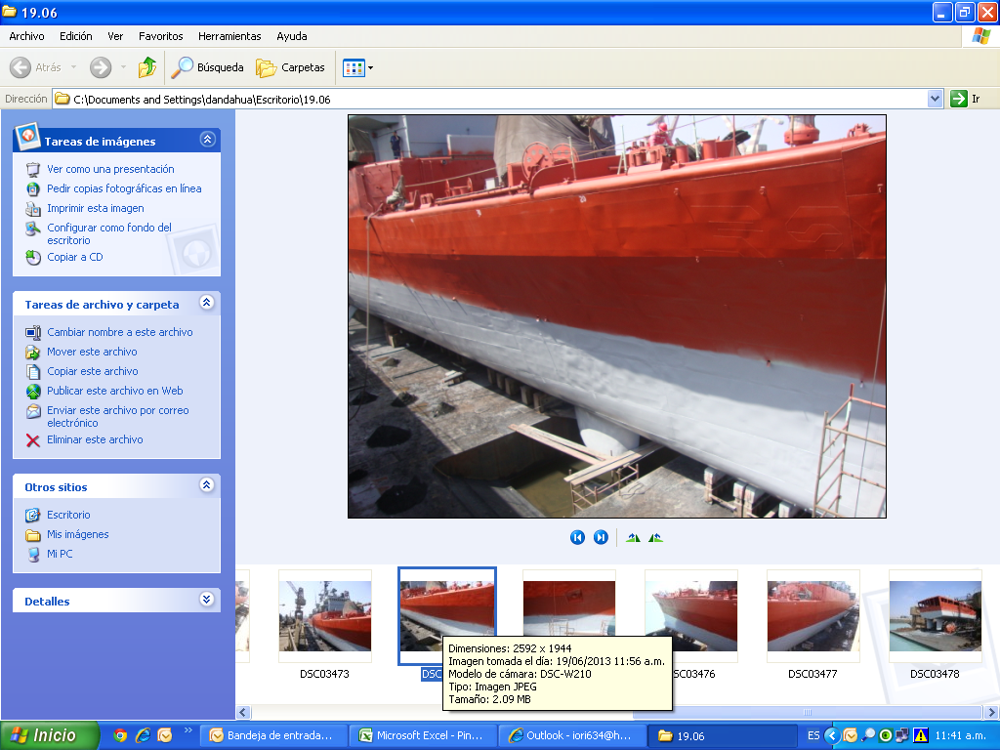 19.06
Archivo Edición Ver Favoritos Herramientas Ayuda
Atrás Búsqueda Carpetas
Dirección C:\Documents and Settings\dandahua\Escritorio\19.06 Ir
Tareas de imágenes
Ver como una presentación
Pedir copias fotográficas en línea
Imprimir esta imagen
Configurar como fondo del
escritorio
Copiar a CD
Tareas de archivo y carpeta
Cambiar nombre a este archivo
Mover este archivo
Copiar este archivo
Publicar este archivo en Web
Enviar este archivo por correo
electrónico
Eliminar este archivo
Otros sitios
Escritorio
Mis imágenes
Mi PC
Detalles
Dimensiones: 2592 x 1944
Imagen tomada el día: 19/06/2013 11:56 a.m.
Modelo de cámara: DSC-W210
Tipo: Imagen JPEG
Tamaño: 2.09 MB
DSC03473 DSC SC03476 DSC03477 DSC03478
Inicio Bandeja de entrada... Microsoft Excel - Pin... Outlook - iori634@h... 19.06 ES 11:41 a.m.